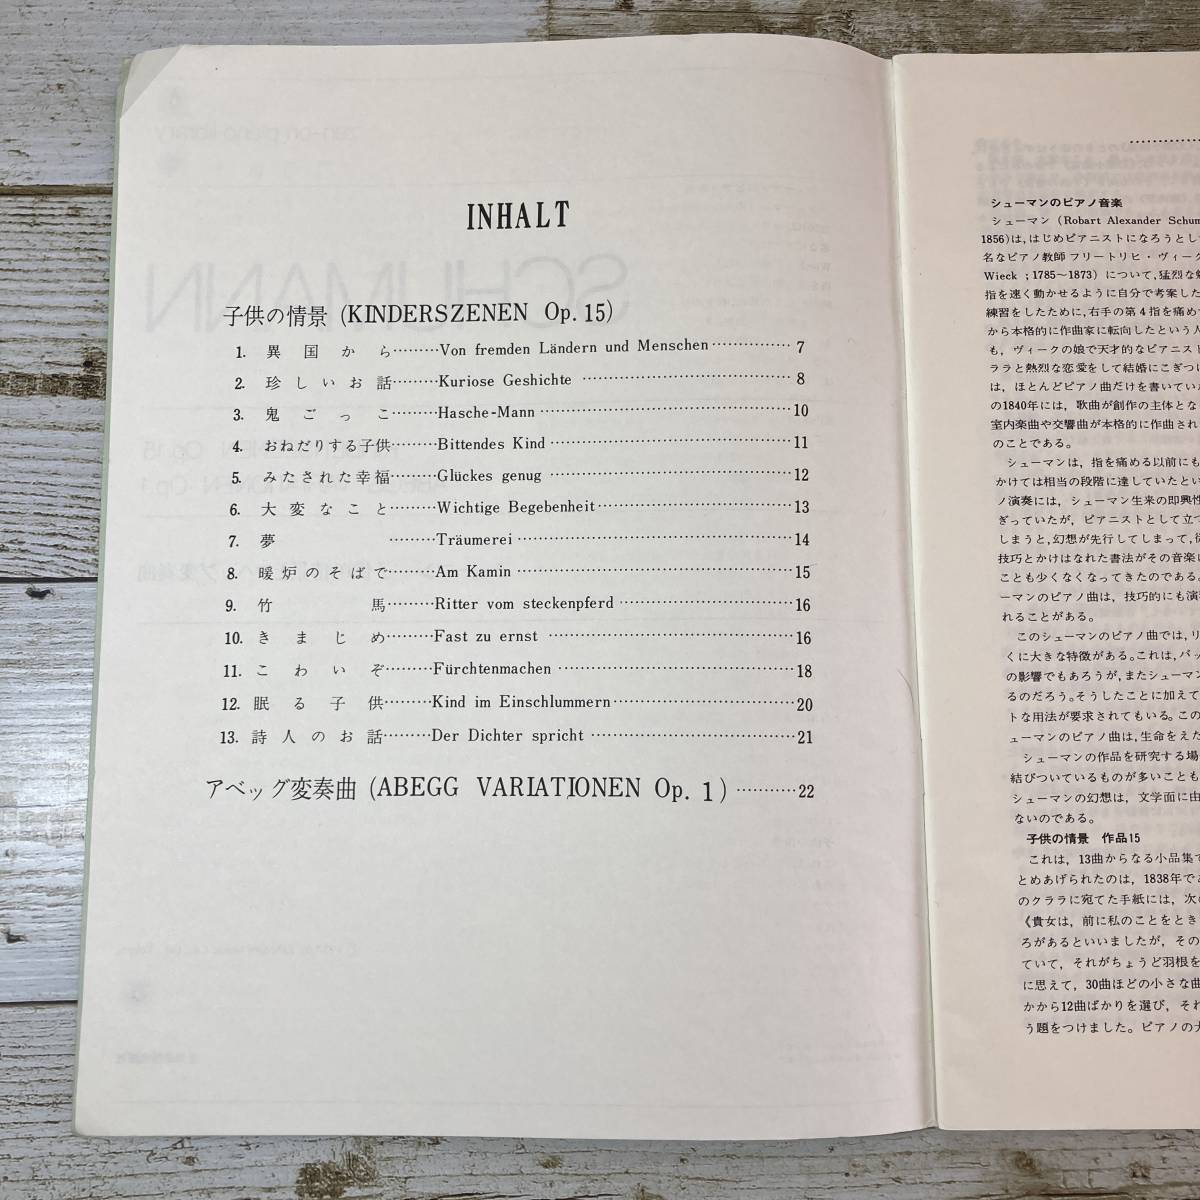 INHALT
子供の情景 (KINDERSZENEN Op. 15)
1. 異国から………Von fremden Ländern und Menschen……………7
2. 珍しいお話………Kuriose Geshichte ……………8
3. 鬼ごっこ………Hasche-Mann……………10
4. おねだりする子供………Bittendes Kind……………11
5. みたされた幸福………Glückes genug……………12
6. 大変なこと………Wichtige Begebenheit……………13
7. 夢………Träumerei……………14
8. 暖炉のそばで………Am Kamin……………15
9. 竹馬………Ritter vom steckenpferd……………16
10. きまじめ………Fast zu ernst ……………16
11. こわいぞ………Fürchtenmachen ……………18
12. 眠る子供………Kind im Einschlummern……………20
13. 詩人のお話………Der Dichter spricht ……………21
アベッグ変奏曲 (ABEGG VARIATIONEN Op. 1) ………22
シューマンのピアノ音楽
シューマン (Robart Alexander Schum
1856)は,はじめピアニストになろうとし
名なピアノ教師フリートリヒ・ヴィーク
Wieck ; 1785〜1873) について,猛烈な
指を速く動かせるように自分で考案した
練習をしたために,右手の第4指を痛め
から本格的に作曲家に転向したという人
も,ヴィークの娘で天才的なピアニスト
ララと熱烈な恋愛をして結婚にこぎつけ
は,ほとんどピアノ曲だけを書いていた
の1840年には,歌曲が創作の主体とな
室内楽曲や交響曲が本格的に作曲され
のことである。
シューマンは,指を痛める以前にも
かけては相当の段階に達していたとい
ノ演奏には,シューマン生来の即興性
ぎっていたが,ピアニストとして立つ
しまうと,幻想が先行してしまって,
技巧とかけはなれた書法がその音楽に
ことも少くなくなってきたのである。
ーマンのピアノ曲は,技巧的にも演
れることがある。
このシューマンのピアノ曲では,リ
くに大きな特徴がある。これは,バッ
の影響でもあろうが,またシューマン
るのだろう。そうしたことに加えて
トな用法が要求されてもいる。この
ューマンのピアノ曲は,生命をえた
シューマンの作品を研究する場
結びついているものが多いことも
シューマンの幻想は,文学面に由
ないのである。
子供の情景 作品15
これは,13曲からなる小品集で
とめあげられたのは,1838年であ
のクララに宛てた手紙には,次の
《貴女は,前に私のことをとき
ろがあるといいましたが,その
ていて,それがちょうど羽根を
に思えて,30曲ほどの小さな曲
かから12曲ばかりを選び,それ
う題をつけました。ピアノの大